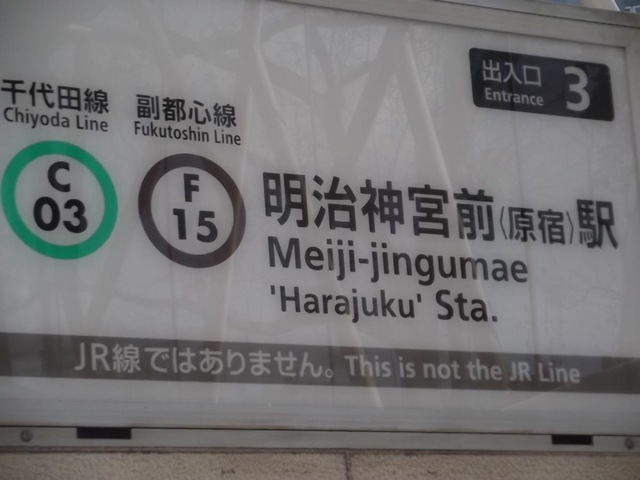 千代田線
Chiyoda Line
C
03
副都心線
Fukutoshin Line
F
15
出入口
Entrance
3
明治神宮前〈原宿〉駅
Meiji-jingumae
'Harajuku' Sta.
JR線ではありません。 This is not the JR Line